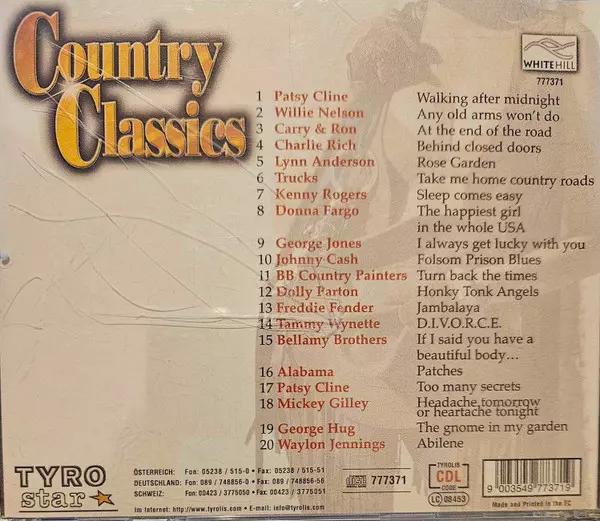 Country
Classics
WHITEHILL
777371
1 Patsy Cline Walking after midnight
2 Willie Nelson Any old arms won't do
3 Carry & Ron At the end of the road
4 Charlie Rich Behind closed doors
5 Lynn Anderson Rose Garden
6 Trucks Take me home country roads
7 Kenny Rogers Sleep comes easy
8 Donna Fargo The happiest girl
in the whole USA
9 George Jones I always get lucky with you
10 Johnny Cash Folsom Prison Blues
11 BB Country Painters Turn back the times
12 Dolly Parton Honky Tonk Angels
13 Freddie Fender Jambalaya
14 Tammy Wynette D.I.V.O.R.C.E.
15 Bellamy Brothers If I said you have a
beautiful body...
16 Alabama Patches
17 Patsy Cline Too many secrets
18 Mickey Gilley Headache tomorrow
or heartache tonight
19 George Hug The gnome in my garden
20 Waylon Jennings Abilene
TYRO
star
ÖSTERREICH: Fon: 05238 / 515-0 • Fax: 05238 / 515-51
DEUTSCHLAND: Fon: 089 / 748856-0 • Fax: 089 / 748856-56
SCHWEIZ: Fon: 00423 / 3775050 • Fax: 00423 / 3775051
im Internet: http://www.tyrolis.com • E-mail: info@tyrolis.com
777371
TYROLIS
CDL
CODE
LC 08453
9 003549 773719
Made and Printed in the FC